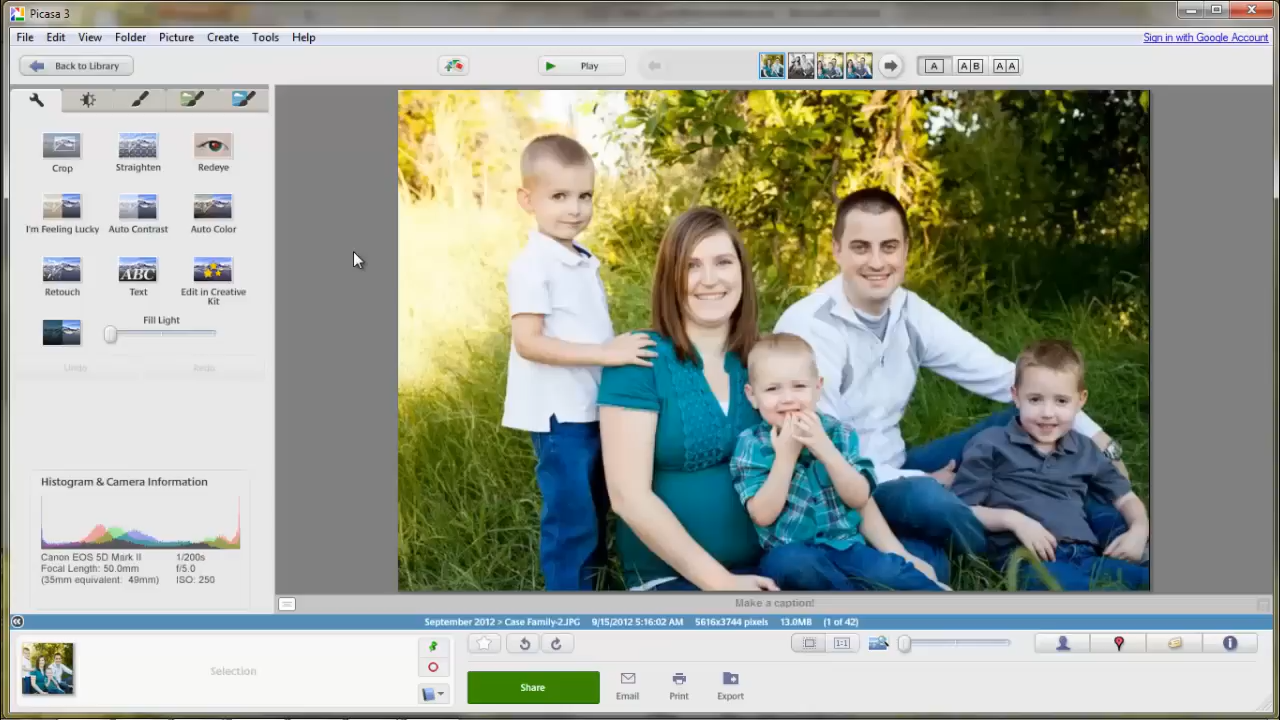 Picasa 3
File Edit View Folder Picture Create Tools Help
Sign in with Google Account
Back to Library
Play
A
A B
A A
Crop
Straighten
Redeye
I'm Feeling Lucky
Auto Contrast
Auto Color
Retouch
ABC
Text
Edit in Creative
Kit
Fill Light
Undo
Redo
Histogram & Camera Information
Canon EOS 5D Mark II 1/200s
Focal Length: 50.0mm f/5.0
(35mm equivalent: 49mm) ISO: 250
Make a caption!
September 2012 > Case Family-2.JPG 9/15/2012 5:16:02 AM 5616x3744 pixels 13.0MB (1 of 42)
1:1
Selection
Share
Email
Print
Export